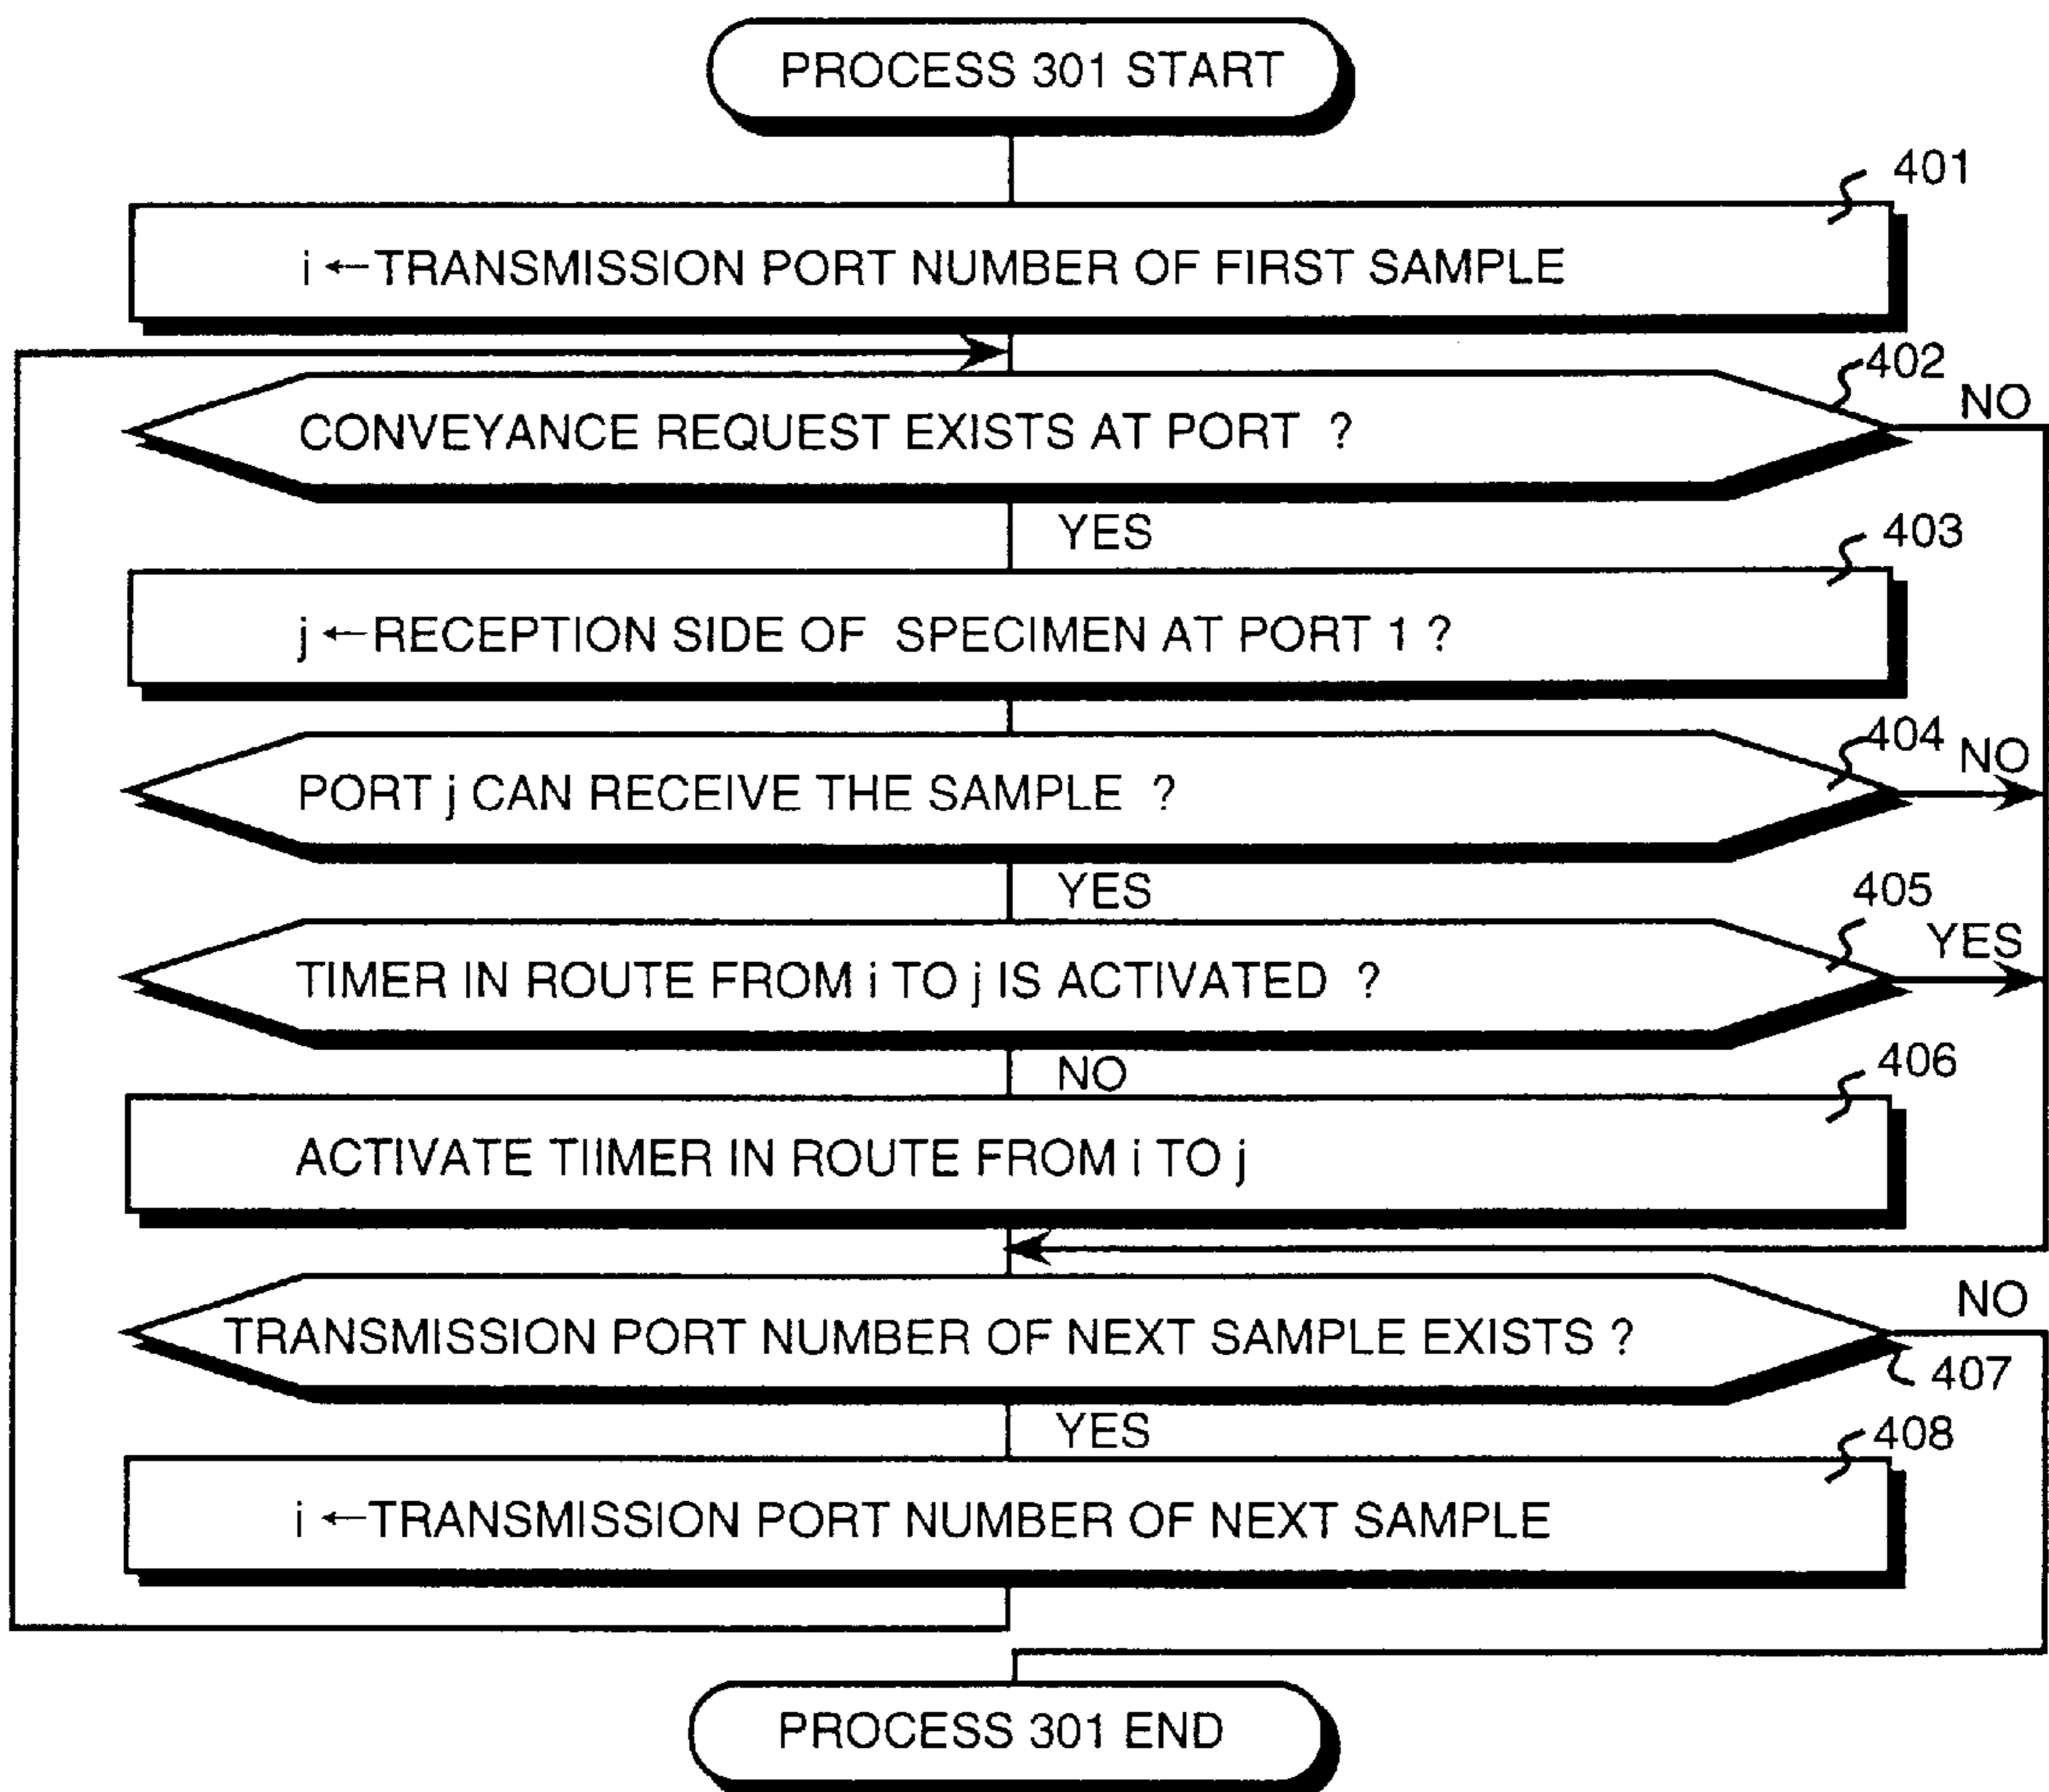 PROCESS 301 START
401
i ←TRANSMISSION PORT NUMBER OF FIRST SAMPLE
402
NO
CONVEYANCE REQUEST EXISTS AT PORT ?
YES
403
j ←RECEPTION SIDE OF SPECIMEN AT PORT 1 ?
404
NO
PORT j CAN RECEIVE THE SAMPLE ?
YES
405
YES
TIMER IN ROUTE FROM i TO j IS ACTIVATED ?
NO
406
ACTIVATE TIIMER IN ROUTE FROM i TO j
NO
TRANSMISSION PORT NUMBER OF NEXT SAMPLE EXISTS ?
407
YES
408
i ←TRANSMISSION PORT NUMBER OF NEXT SAMPLE
PROCESS 301 END